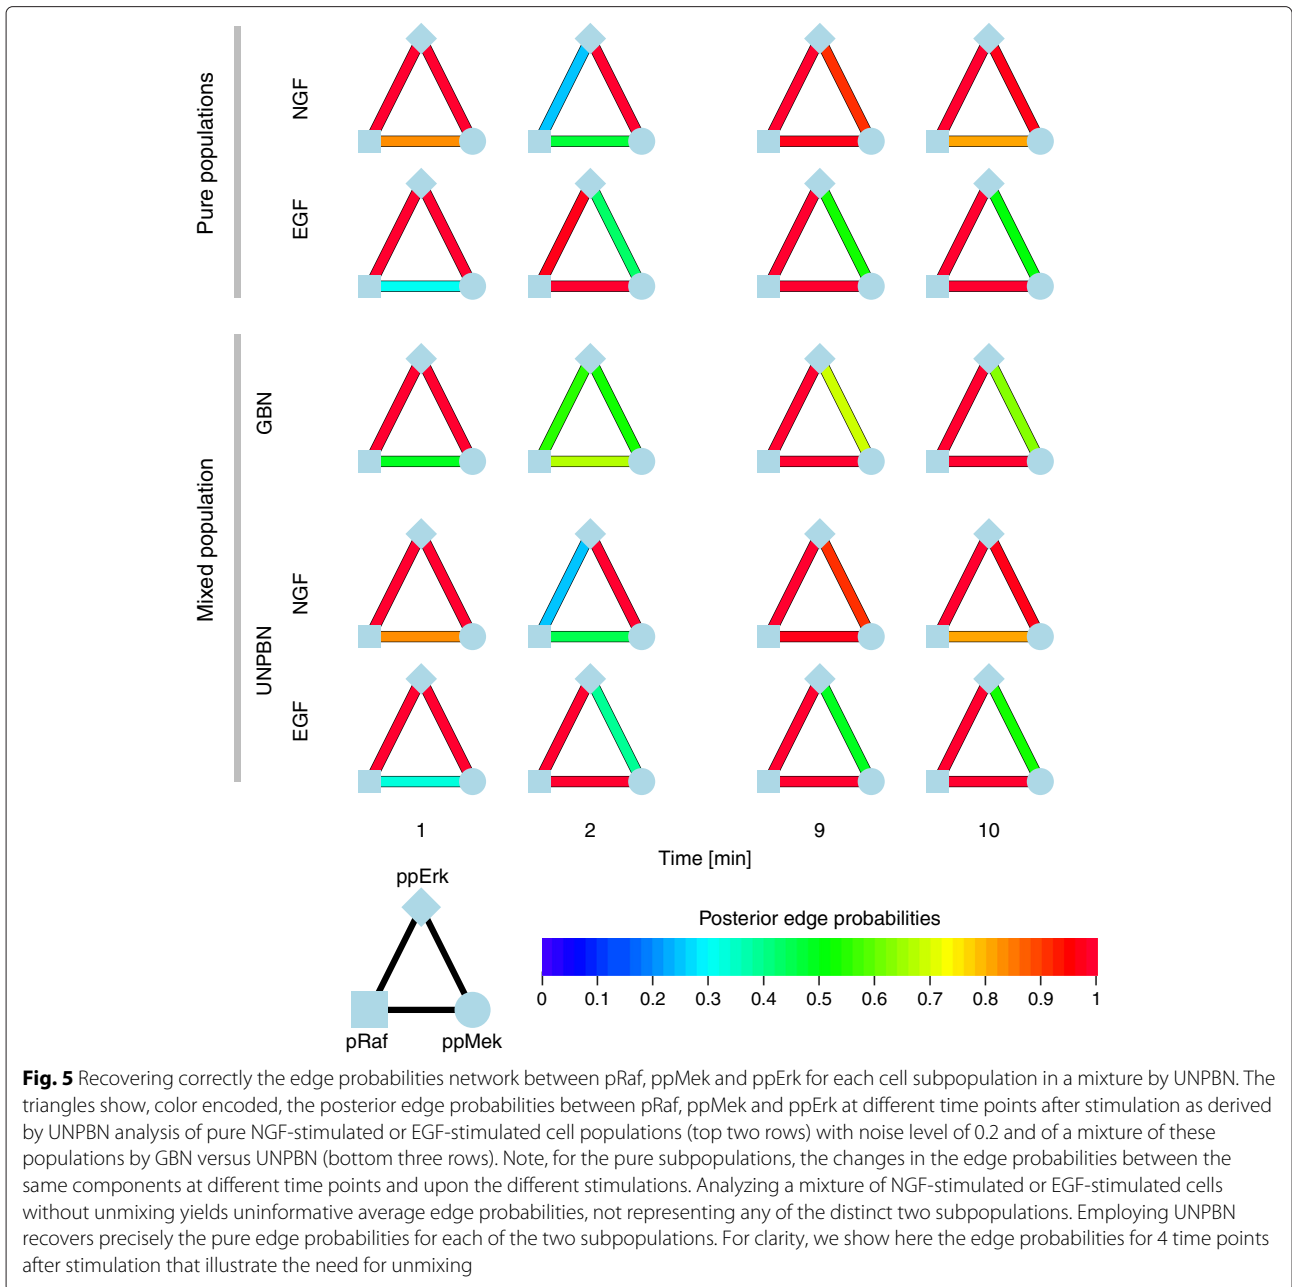 Pure populations
NGF
EGF
Mixed population
GBN
UNPBN
NGF
EGF
1 2 9 10
Time [min]
ppErk
pRaf ppMek
Posterior edge probabilities
0 0.1 0.2 0.3 0.4 0.5 0.6 0.7 0.8 0.9 1
Fig. 5 Recovering correctly the edge probabilities network between pRaf, ppMek and ppErk for each cell subpopulation in a mixture by UNPBN. The
triangles show, color encoded, the posterior edge probabilities between pRaf, ppMek and ppErk at different time points after stimulation as derived
by UNPBN analysis of pure NGF-stimulated or EGF-stimulated cell populations (top two rows) with noise level of 0.2 and of a mixture of these
populations by GBN versus UNPBN (bottom three rows). Note, for the pure subpopulations, the changes in the edge probabilities between the
same components at different time points and upon the different stimulations. Analyzing a mixture of NGF-stimulated or EGF-stimulated cells
without unmixing yields uninformative average edge probabilities, not representing any of the distinct two subpopulations. Employing UNPBN
recovers precisely the pure edge probabilities for each of the two subpopulations. For clarity, we show here the edge probabilities for 4 time points
after stimulation that illustrate the need for unmixing